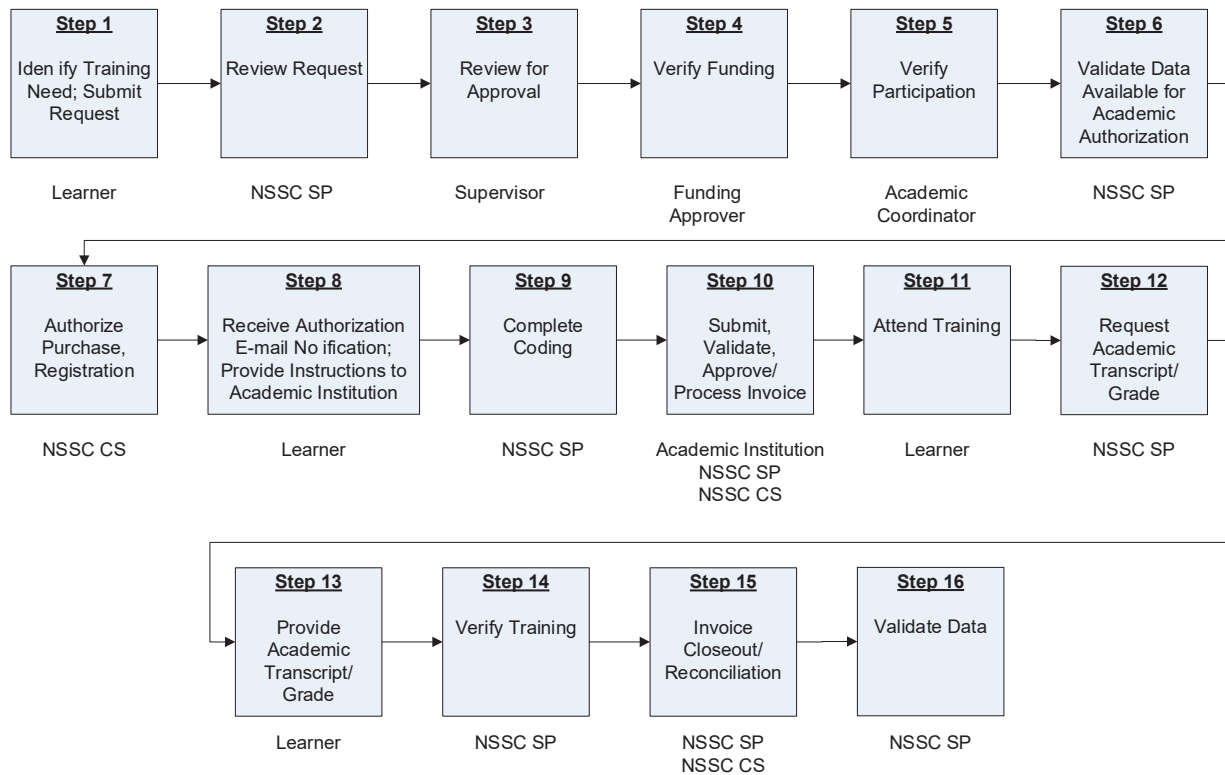 Step 1
Iden ify Training
Need; Submit
Request
Learner
Step 2
Review Request
NSSC SP
Step 3
Review for
Approval
Supervisor
Step 4
Verify Funding
Funding
Approver
Step 5
Verify
Participation
Academic
Coordinator
Step 6
Validate Data
Available for
Academic
Authorization
NSSC SP
Step 7
Authorize
Purchase,
Registration
NSSC CS
Step 8
Receive Authorization
E-mail No ification;
Provide Instructions to
Academic Institution
Learner
Step 9
Complete
Coding
NSSC SP
Step 10
Submit,
Validate,
Approve/
Process Invoice
Academic Institution
NSSC SP
NSSC CS
Step 11
Attend Training
Learner
Step 12
Request
Academic
Transcript/
Grade
NSSC SP
Step 13
Provide
Academic
Transcript/
Grade
Learner
Step 14
Verify Training
NSSC SP
Step 15
Invoice
Closeout/
Reconciliation
NSSC SP
NSSC CS
Step 16
Validate Data
NSSC SP